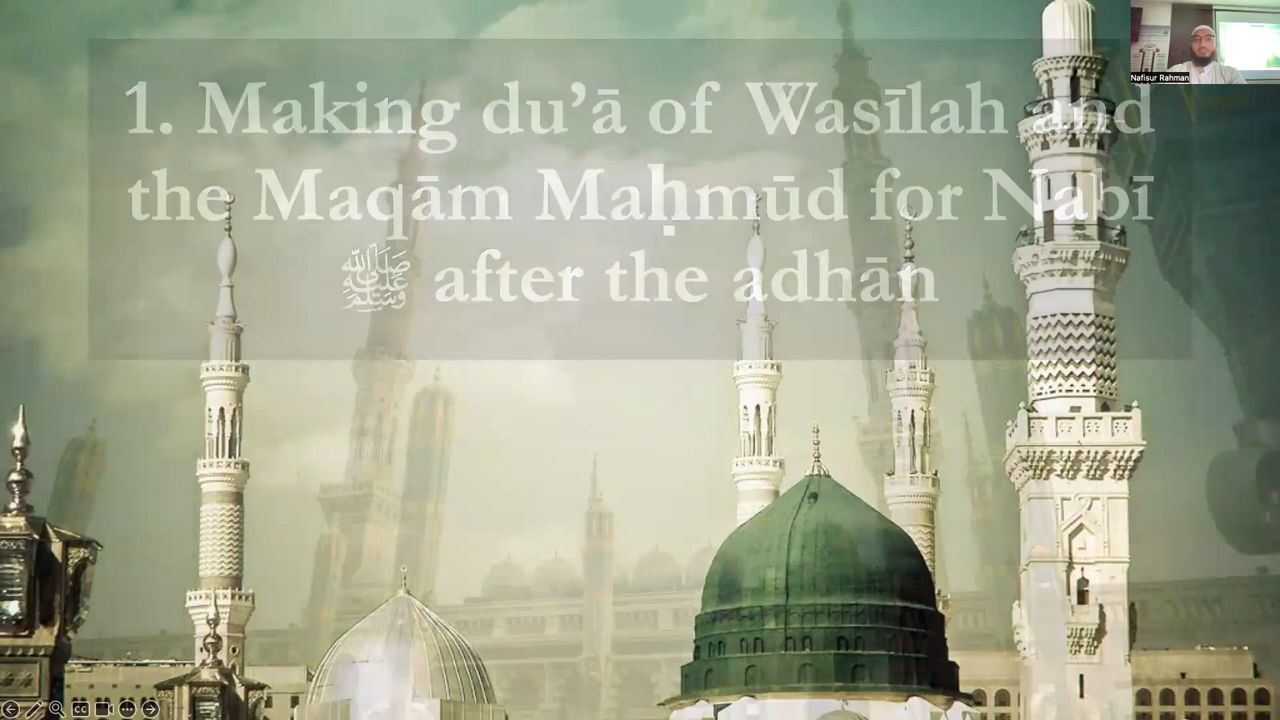 1. Making du’ā of Wasīlah and
the Maqām Maḥmūd for Nabī
ﷺ after the adhān
Nafisur Rahman